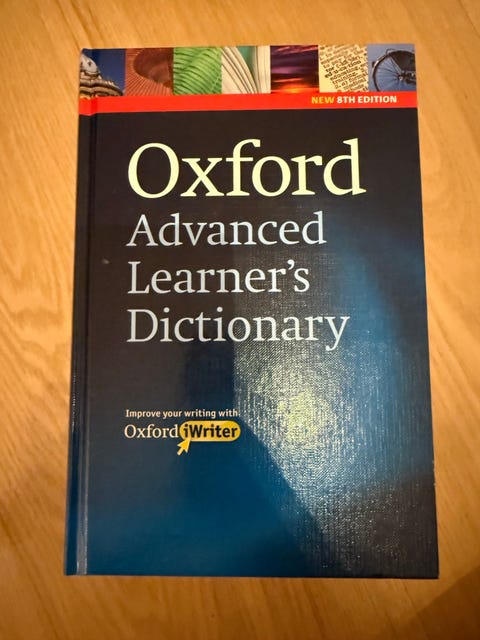 NEW 8TH EDITION
Oxford
Advanced
Learner's
Dictionary
Improve your writing with
Oxford iWriter